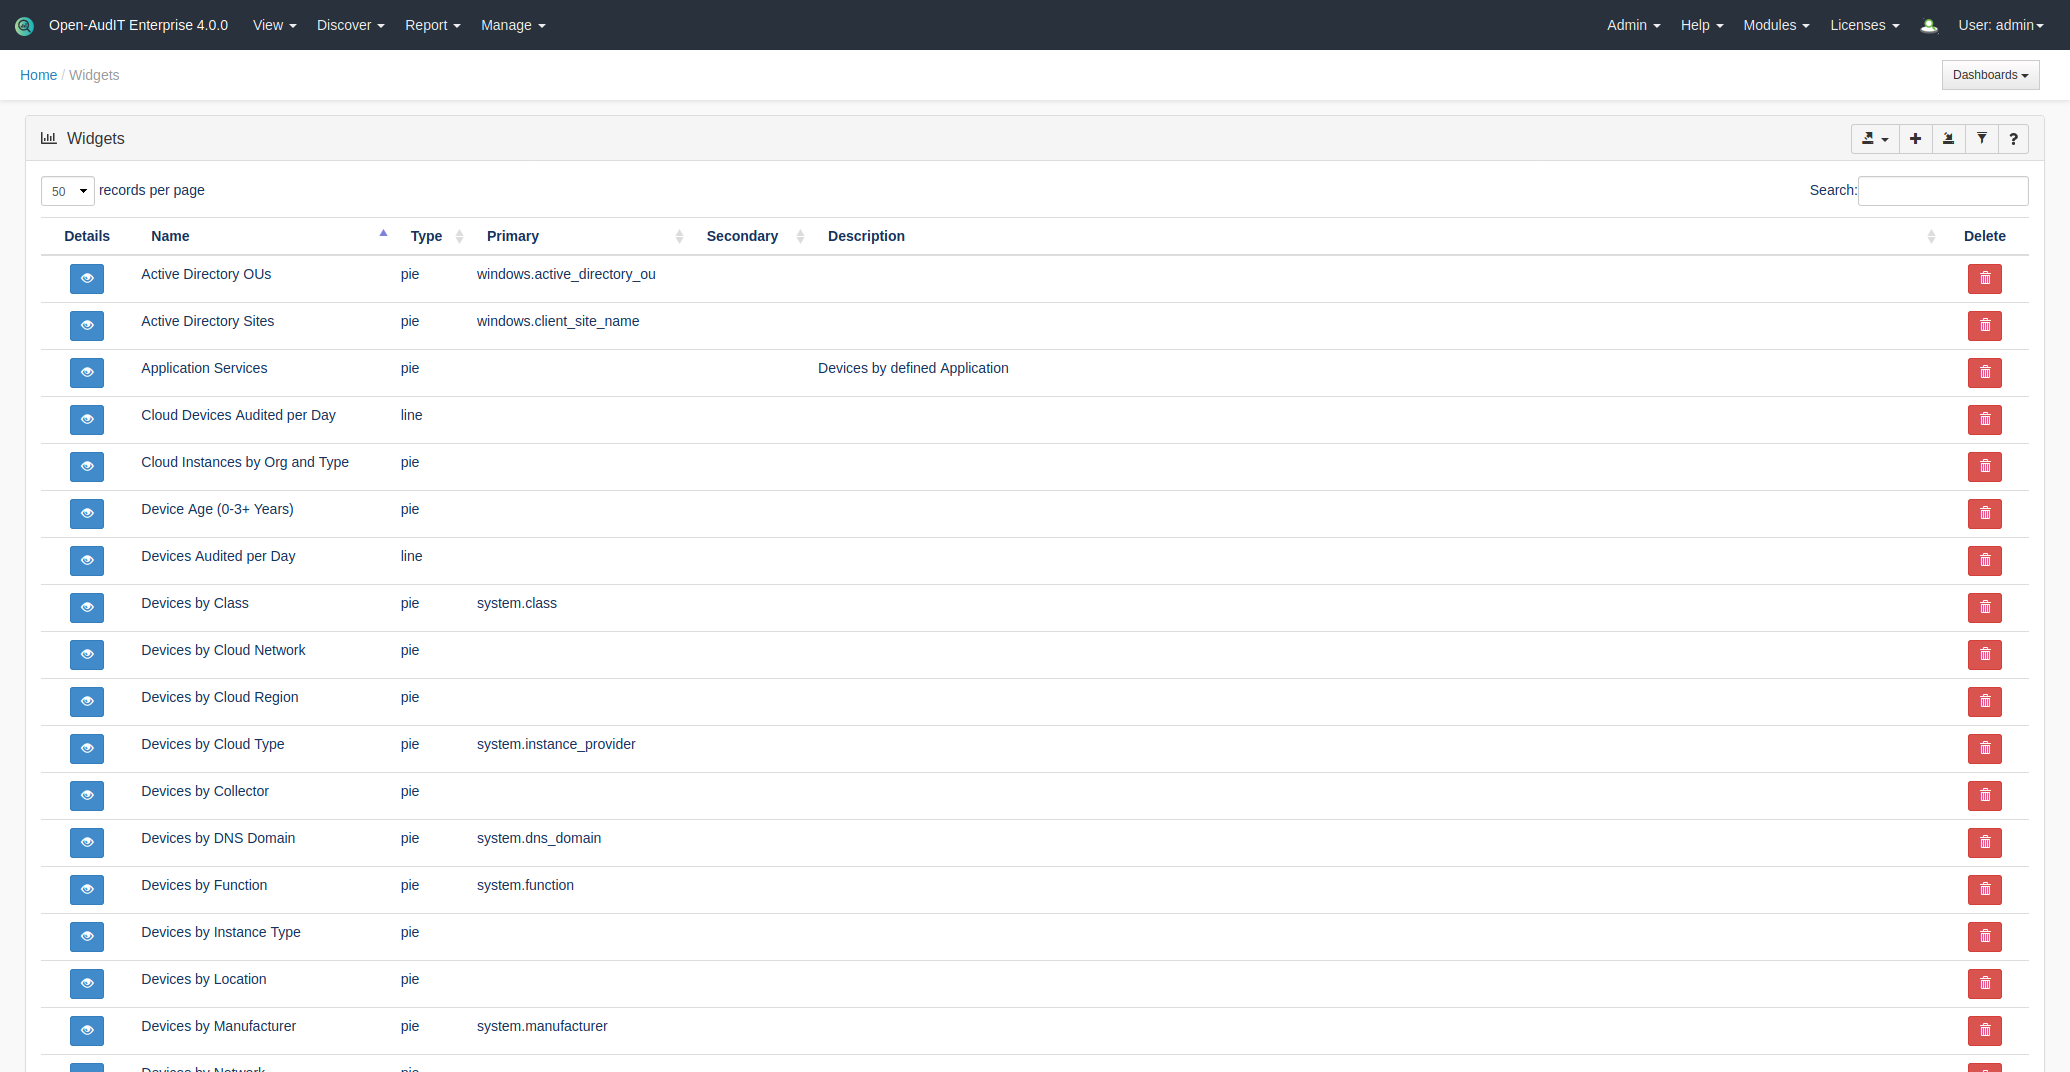 Open-AudIT Enterprise 4.0.0 View Discover Report Manage Admin Help Modules Licenses User: admin
Home / Widgets Dashboards
Widgets ?
50 records per page Search:
Details Name Type Primary Secondary Description Delete
Active Directory OUs pie windows.active_directory_ou
Active Directory Sites pie windows.client_site_name
Application Services pie Devices by defined Application
Cloud Devices Audited per Day line
Cloud Instances by Org and Type pie
Device Age (0-3+ Years) pie
Devices Audited per Day line
Devices by Class pie system.class
Devices by Cloud Network pie
Devices by Cloud Region pie
Devices by Cloud Type pie system.instance_provider
Devices by Collector pie
Devices by DNS Domain pie system.dns_domain
Devices by Function pie system.function
Devices by Instance Type pie
Devices by Location pie
Devices by Manufacturer pie system.manufacturer
Devices by Network pie